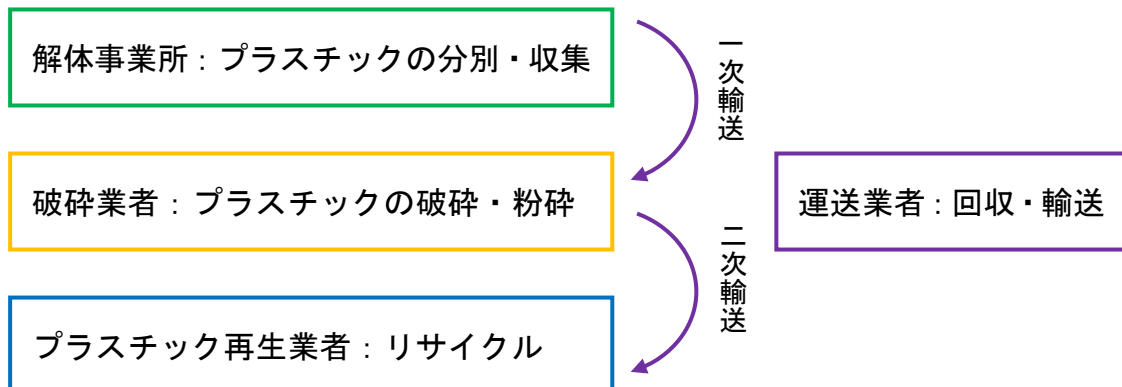 解体事業所：プラスチックの分別・収集
一次輸送
破砕業者：プラスチックの破砕・粉砕
運送業者：回収・輸送
二次輸送
プラスチック再生業者：リサイクル